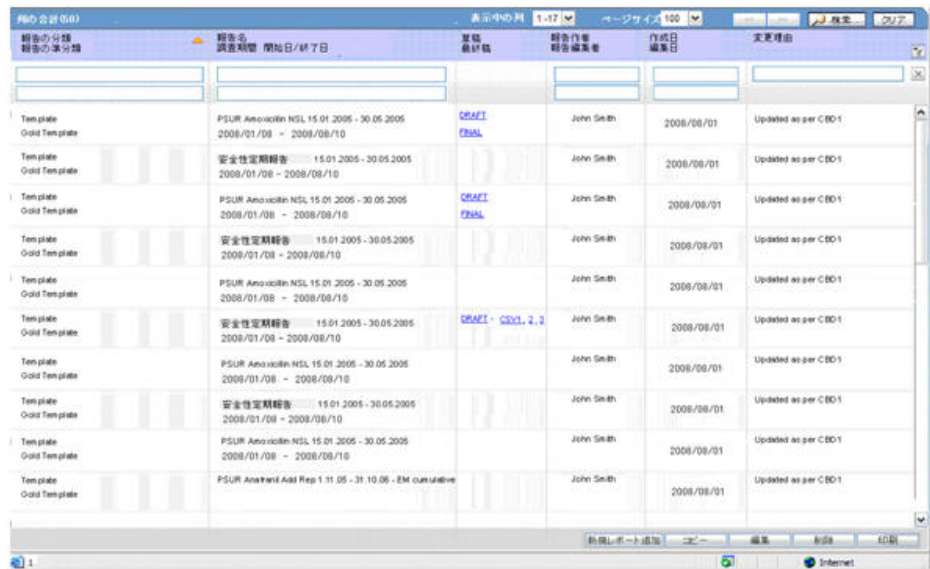 列の合計(50) 表示中の列 1-17 ページサイズ 100 検索 クリア
報告の分類 報告名 草稿 報告作者 作成日 変更理由
報告の準分類 調査期間 開始日/終了日 最終稿 報告編集者 編集日
Template PSUR Amoxicillin NSL 15.01.2005 - 30.05.2005 DRAFT John Smith 2008/08/01 Updated as per CBD1
Gold Template 2008/01/08 - 2008/08/10 FINAL
Template 安全性定期報告 15.01.2005 - 30.05.2005 John Smith 2008/08/01 Updated as per CBD1
Gold Template 2008/01/08 - 2008/08/10
Template PSUR Amoxicillin NSL 15.01.2005 - 30.05.2005 DRAFT John Smith 2008/08/01 Updated as per CBD1
Gold Template 2008/01/08 - 2008/08/10 FINAL
Template 安全性定期報告 15.01.2005 - 30.05.2005 John Smith 2008/08/01 Updated as per CBD1
Gold Template 2008/01/08 - 2008/08/10
Template PSUR Amoxicillin NSL 15.01.2005 - 30.05.2005 John Smith 2008/08/01 Updated as per CBD1
Gold Template 2008/01/08 - 2008/08/10
Template 安全性定期報告 15.01.2005 - 30.05.2005 DRAFT - CSV1, 2, 3 John Smith 2008/08/01 Updated as per CBD1
Gold Template 2008/01/08 - 2008/08/10
Template PSUR Amoxicillin NSL 15.01.2005 - 30.05.2005 John Smith 2008/08/01 Updated as per CBD1
Gold Template 2008/01/08 - 2008/08/10
Template 安全性定期報告 15.01.2005 - 30.05.2005 John Smith 2008/08/01 Updated as per CBD1
Gold Template 2008/01/08 - 2008/08/10
Template PSUR Amoxicillin NSL 15.01.2005 - 30.05.2005 John Smith 2008/08/01 Updated as per CBD1
Gold Template 2008/01/08 - 2008/08/10
Template PSUR Anatranil Add Rep 1.11.05 - 31.10.06 - EM cumulative John Smith 2008/08/01 Updated as per CBD1
Gold Template
新規レポート追加 コピー 編集 削除 印刷
1 Internet